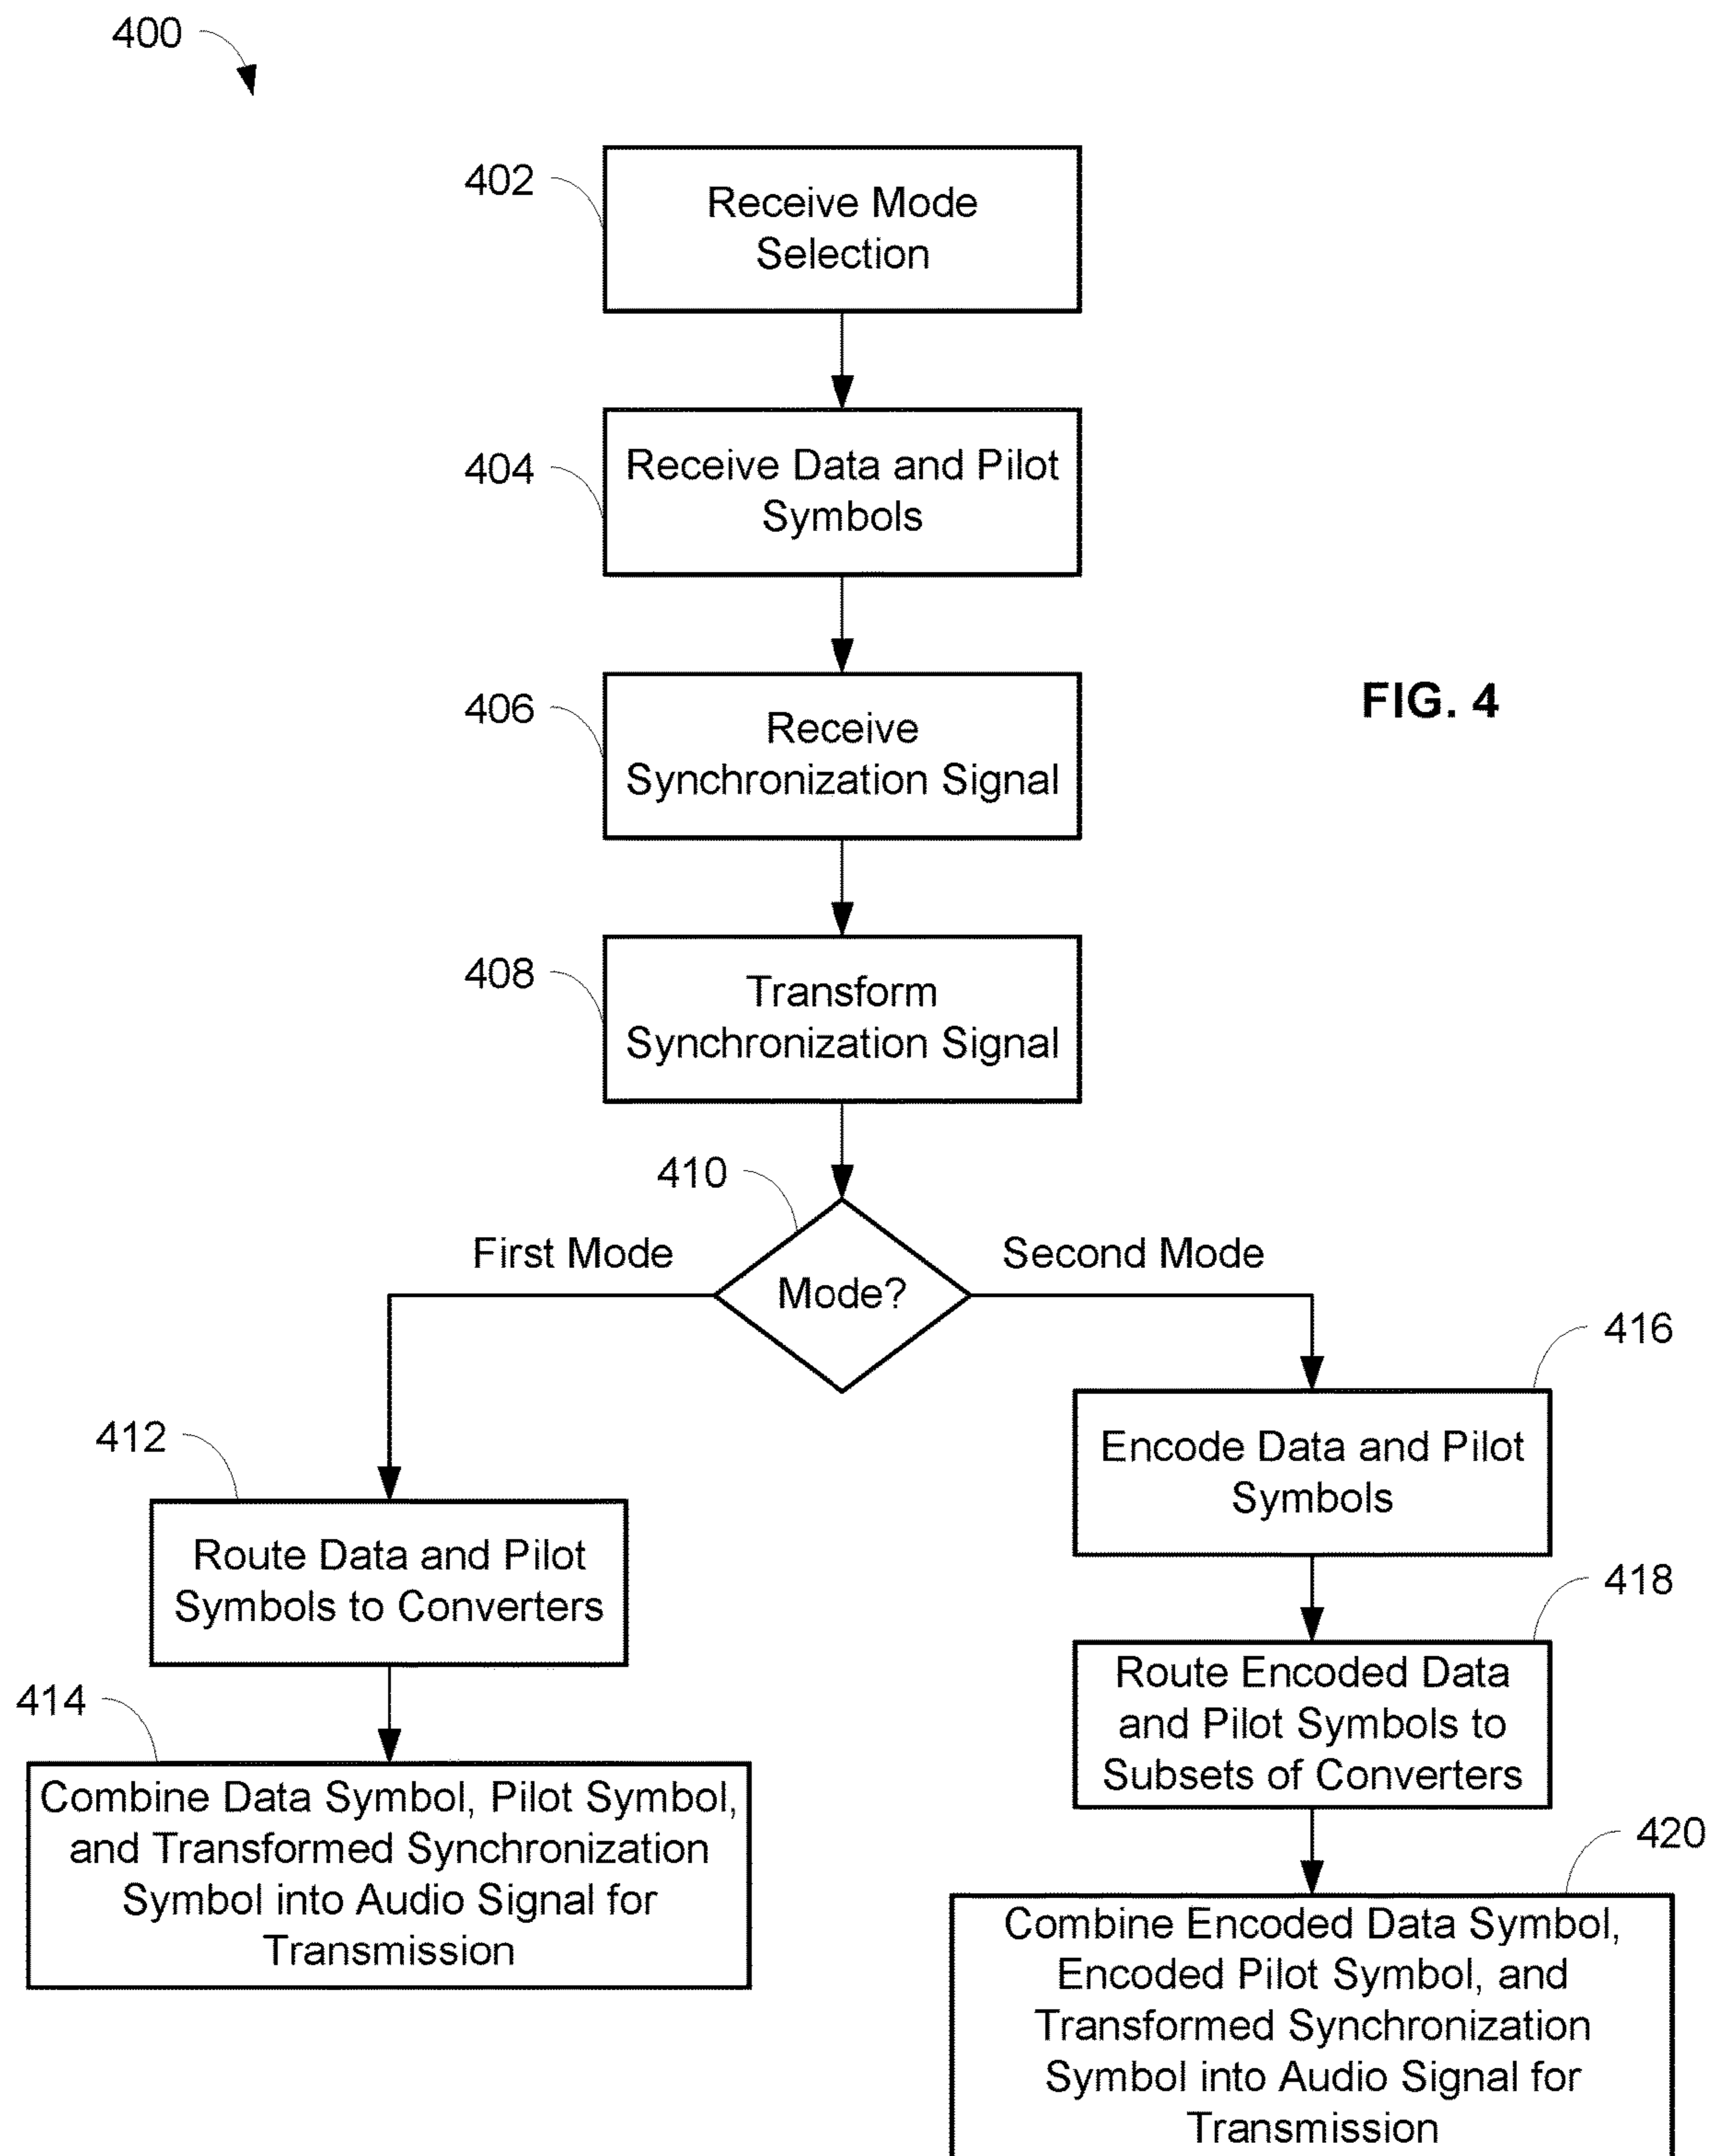 400
402
Receive Mode
Selection
404
Receive Data and Pilot
Symbols
406
Receive
Synchronization Signal
FIG. 4
408
Transform
Synchronization Signal
410
First Mode
Mode?
Second Mode
412
Route Data and Pilot
Symbols to Converters
414
Combine Data Symbol, Pilot Symbol,
and Transformed Synchronization
Symbol into Audio Signal for
Transmission
416
Encode Data and Pilot
Symbols
418
Route Encoded Data
and Pilot Symbols to
Subsets of Converters
420
Combine Encoded Data Symbol,
Encoded Pilot Symbol, and
Transformed Synchronization
Symbol into Audio Signal for
Transmission